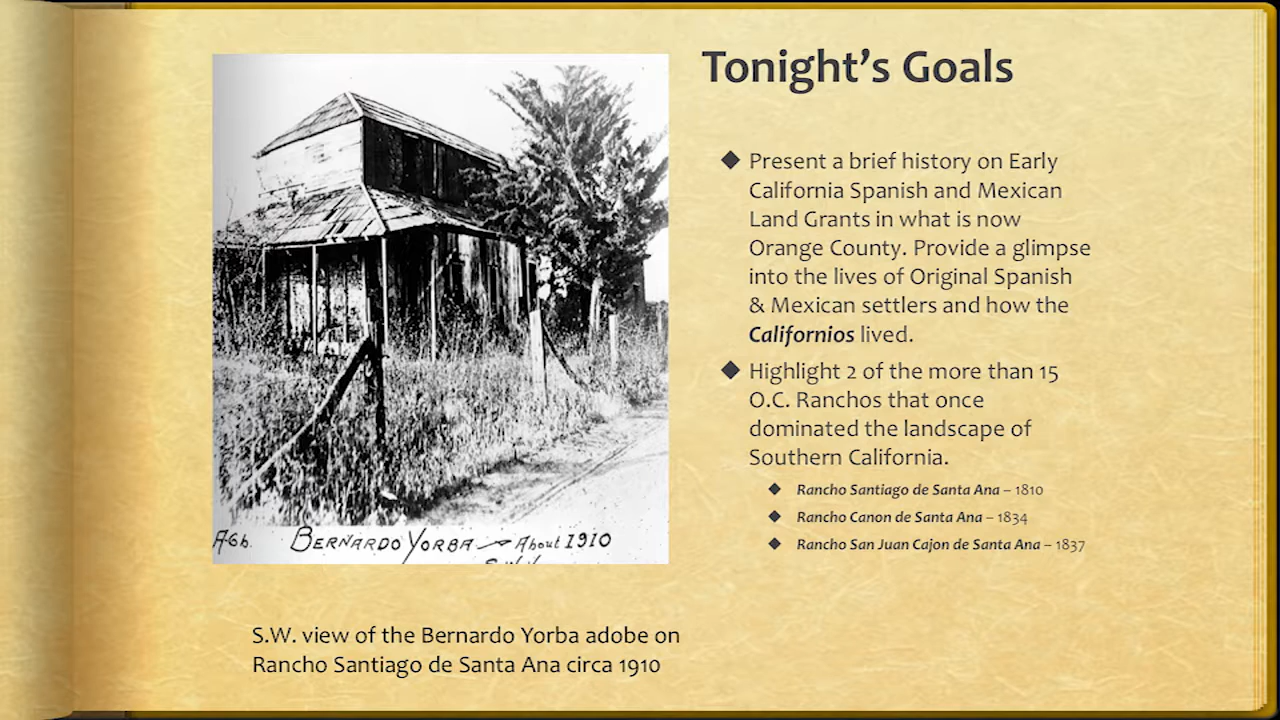 Tonight's Goals
◆ Present a brief history on Early
California Spanish and Mexican
Land Grants in what is now
Orange County. Provide a glimpse
into the lives of Original Spanish
& Mexican settlers and how the
Californios lived.
◆ Highlight 2 of the more than 15
O.C. Ranchos that once
dominated the landscape of
Southern California.
◆ Rancho Santiago de Santa Ana – 1810
◆ Rancho Canon de Santa Ana – 1834
◆ Rancho San Juan Cajon de Santa Ana – 1837
BERNARDO YORBA — About 1910
S.W. view of the Bernardo Yorba adobe on
Rancho Santiago de Santa Ana circa 1910